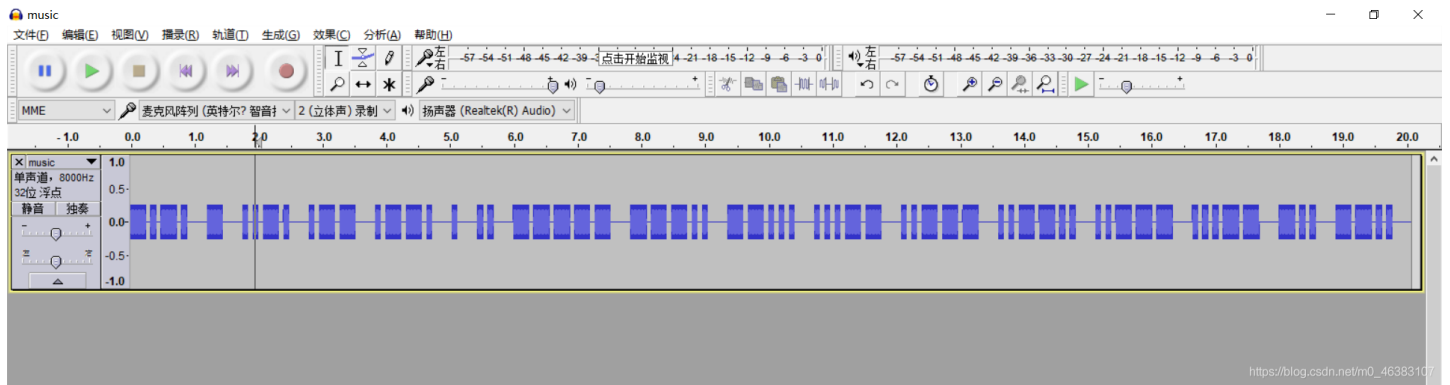 music
文件(F) 编辑(E) 视图(V) 播录(R) 轨道(T) 生成(G) 效果(C) 分析(A) 帮助(H)
左 右 -57 -54 -51 -48 -45 -42 -39 -3 点击开始监视 4 -21 -18 -15 -12 -9 -6 -3 0
左 右 -57 -54 -51 -48 -45 -42 -39 -36 -33 -30 -27 -24 -21 -18 -15 -12 -9 -6 -3 0
MME 麦克风阵列 (英特尔? 智音 2 (立体声) 录制 扬声器 (Realtek(R) Audio)
- 1.0 0.0 1.0 2.0 3.0 4.0 5.0 6.0 7.0 8.0 9.0 10.0 11.0 12.0 13.0 14.0 15.0 16.0 17.0 18.0 19.0 20.0
music 1.0
单声道, 8000Hz
32位 浮点 0.5-
静音 独奏
- + 0.0-
左 右 -0.5-
-1.0
https://blog.csdn.net/m0_46383107